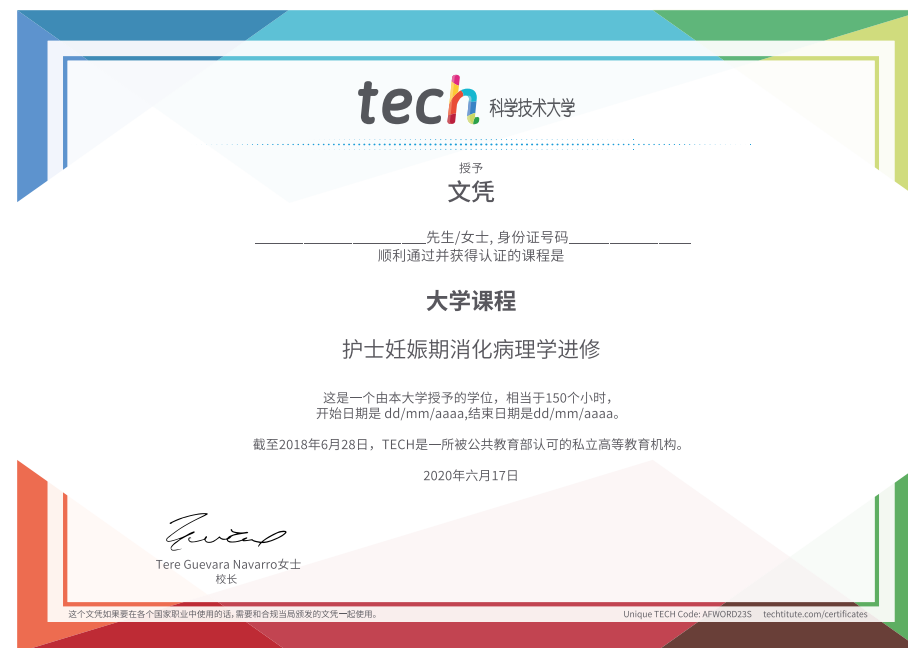 tech 科学技术大学
授予
文凭
先生/女士, 身份证号码
顺利通过并获得认证的课程是
大学课程
护士妊娠期消化病理学进修
这是一个由本大学授予的学位，相当于150个小时，
开始日期是 dd/mm/aaaa,结束日期是dd/mm/aaaa。
截至2018年6月28日，TECH是一所被公共教育部认可的私立高等教育机构。
2020年六月17日
Tere Guevara Navarro女士
校长
这个文凭如果要在各个国家职业中使用的话,需要和合规当局颁发的文凭一起使用。
Unique TECH Code: AFWORD23S techtitute.com/certificates